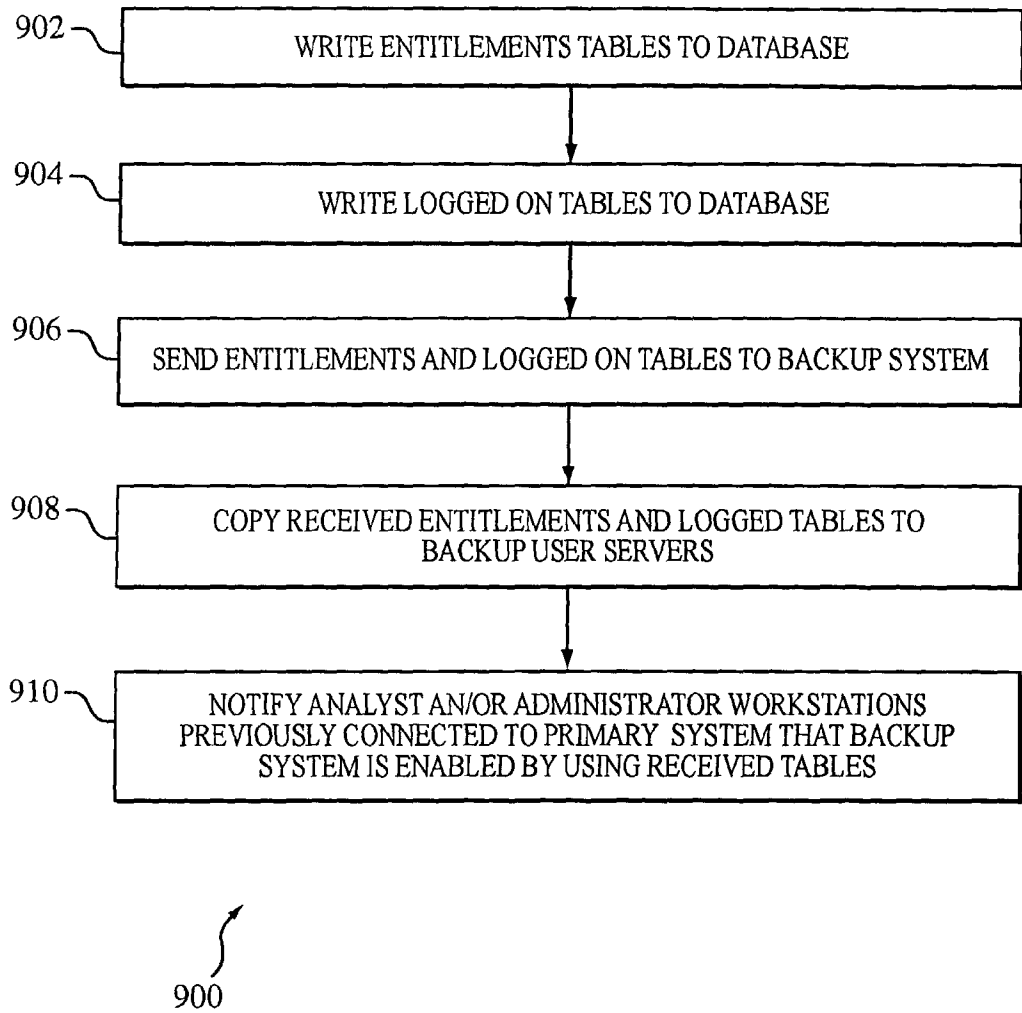 902
WRITE ENTITLEMENTS TABLES TO DATABASE
904
WRITE LOGGED ON TABLES TO DATABASE
906
SEND ENTITLEMENTS AND LOGGED ON TABLES TO BACKUP SYSTEM
908
COPY RECEIVED ENTITLEMENTS AND LOGGED TABLES TO
BACKUP USER SERVERS
910
NOTIFY ANALYST AN/OR ADMINISTRATOR WORKSTATIONS
PREVIOUSLY CONNECTED TO PRIMARY SYSTEM THAT BACKUP
SYSTEM IS ENABLED BY USING RECEIVED TABLES
900